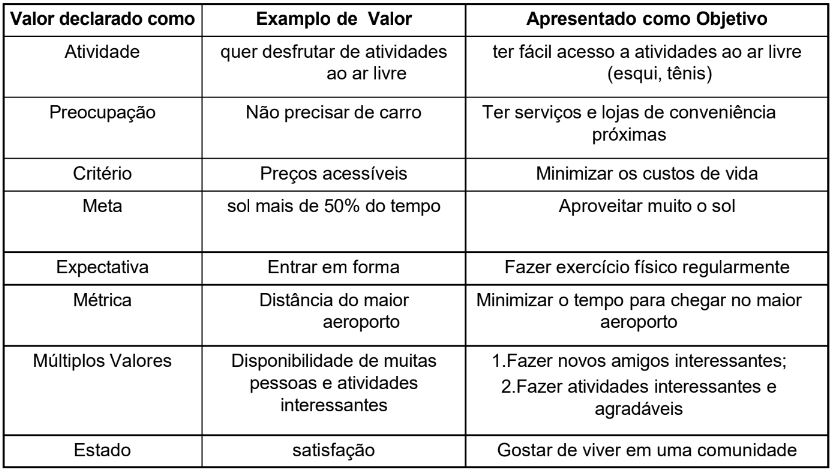 Valor declarado como Examplo de Valor Apresentado como Objetivo
Atividade quer desfrutar de atividades ter fácil acesso a atividades ao ar livre
ao ar livre (esqui, tênis)
Preocupação Não precisar de carro Ter serviços e lojas de conveniência
próximas
Critério Preços acessíveis Minimizar os custos de vida
Meta sol mais de 50% do tempo Aproveitar muito o sol
Expectativa Entrar em forma Fazer exercício físico regularmente
Métrica Distância do maior Minimizar o tempo para chegar no maior
aeroporto aeroporto
Múltiplos Valores Disponibilidade de muitas 1.Fazer novos amigos interessantes;
pessoas e atividades 2.Fazer atividades interessantes e
interessantes agradáveis
Estado satisfação Gostar de viver em uma comunidade